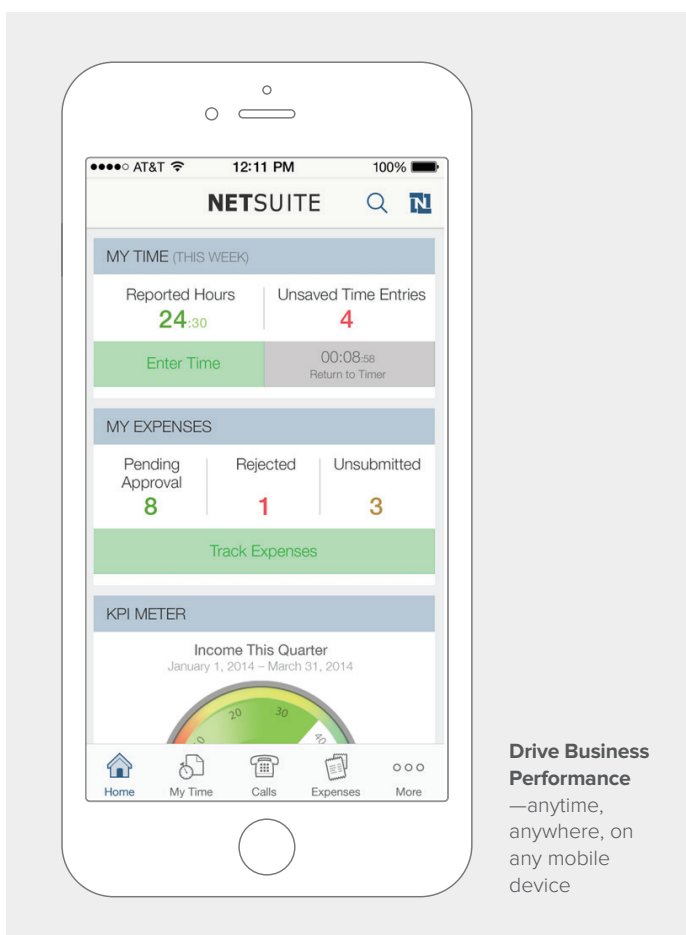 AT&T 12:11 PM 100%
NETSUITE N
MY TIME (THIS WEEK)
Reported Hours Unsaved Time Entries
24:30 4
Enter Time 00:08:58
Return to Timer
MY EXPENSES
Pending Approval Rejected Unsubmitted
8 1 3
Track Expenses
KPI METER
Income This Quarter
January 1, 2014 – March 31, 2014
10 20 30 40
Home My Time Calls Expenses More
Drive Business
Performance
—anytime,
anywhere, on
any mobile
device